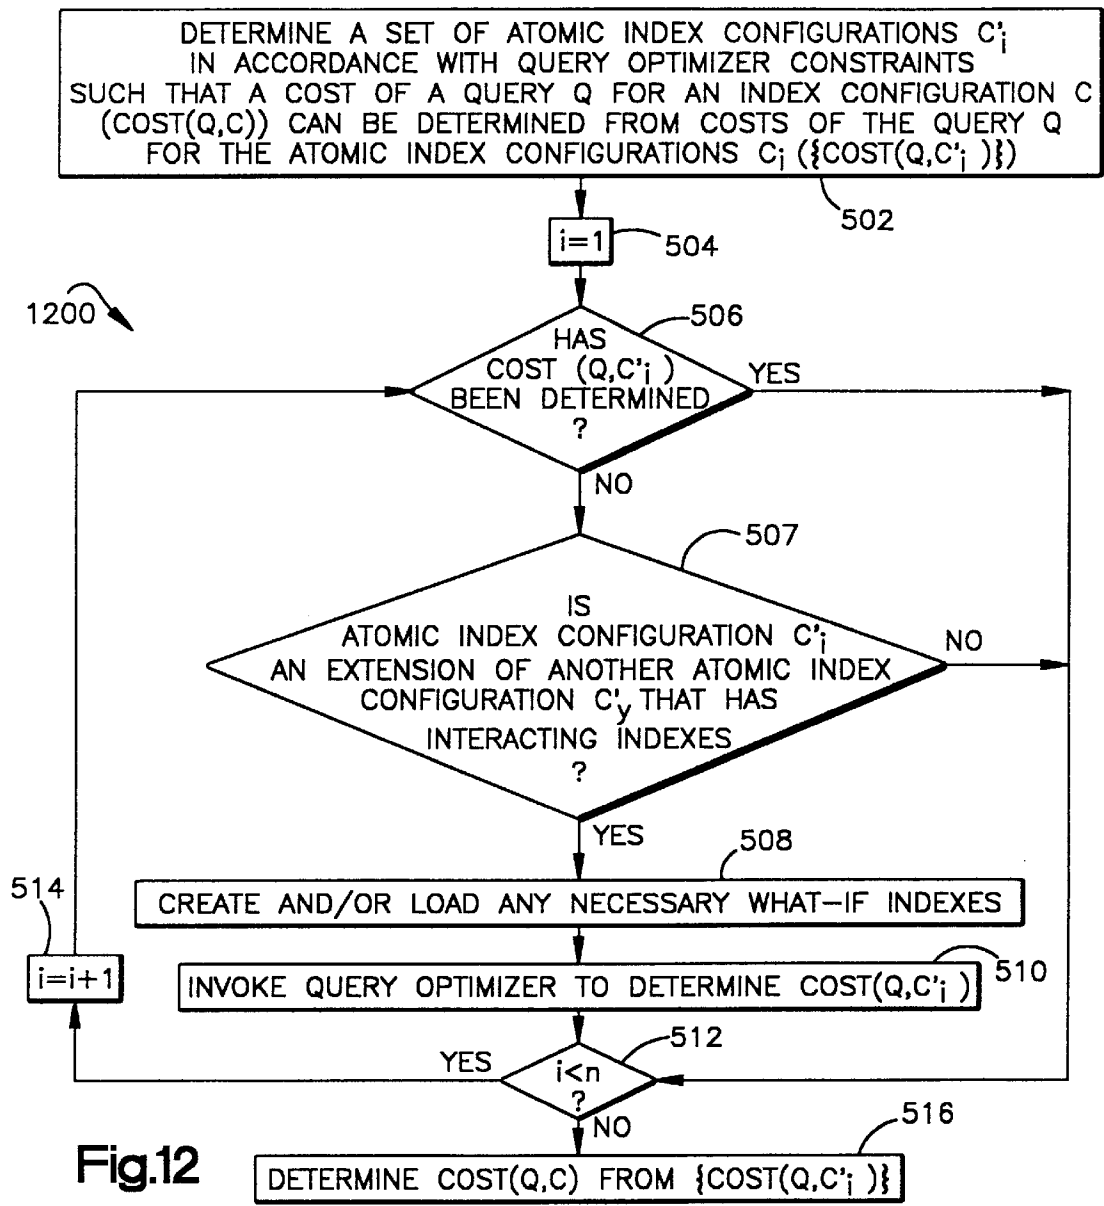 DETERMINE A SET OF ATOMIC INDEX CONFIGURATIONS C'i
IN ACCORDANCE WITH QUERY OPTIMIZER CONSTRAINTS
SUCH THAT A COST OF A QUERY Q FOR AN INDEX CONFIGURATION C
(COST(Q,C)) CAN BE DETERMINED FROM COSTS OF THE QUERY Q
FOR THE ATOMIC INDEX CONFIGURATIONS Ci ({COST(Q,C'i)})
502
i=1
504
1200
506
HAS
COST (Q,C'i)
BEEN DETERMINED
?
YES
NO
507
IS
ATOMIC INDEX CONFIGURATION C'i
AN EXTENSION OF ANOTHER ATOMIC INDEX
CONFIGURATION C'y THAT HAS
INTERACTING INDEXES
?
NO
YES
508
CREATE AND/OR LOAD ANY NECESSARY WHAT-IF INDEXES
514
i=i+1
INVOKE QUERY OPTIMIZER TO DETERMINE COST(Q,C'i)
510
512
i<n
?
YES
NO
516
DETERMINE COST(Q,C) FROM {COST(Q,C'i)}
Fig.12